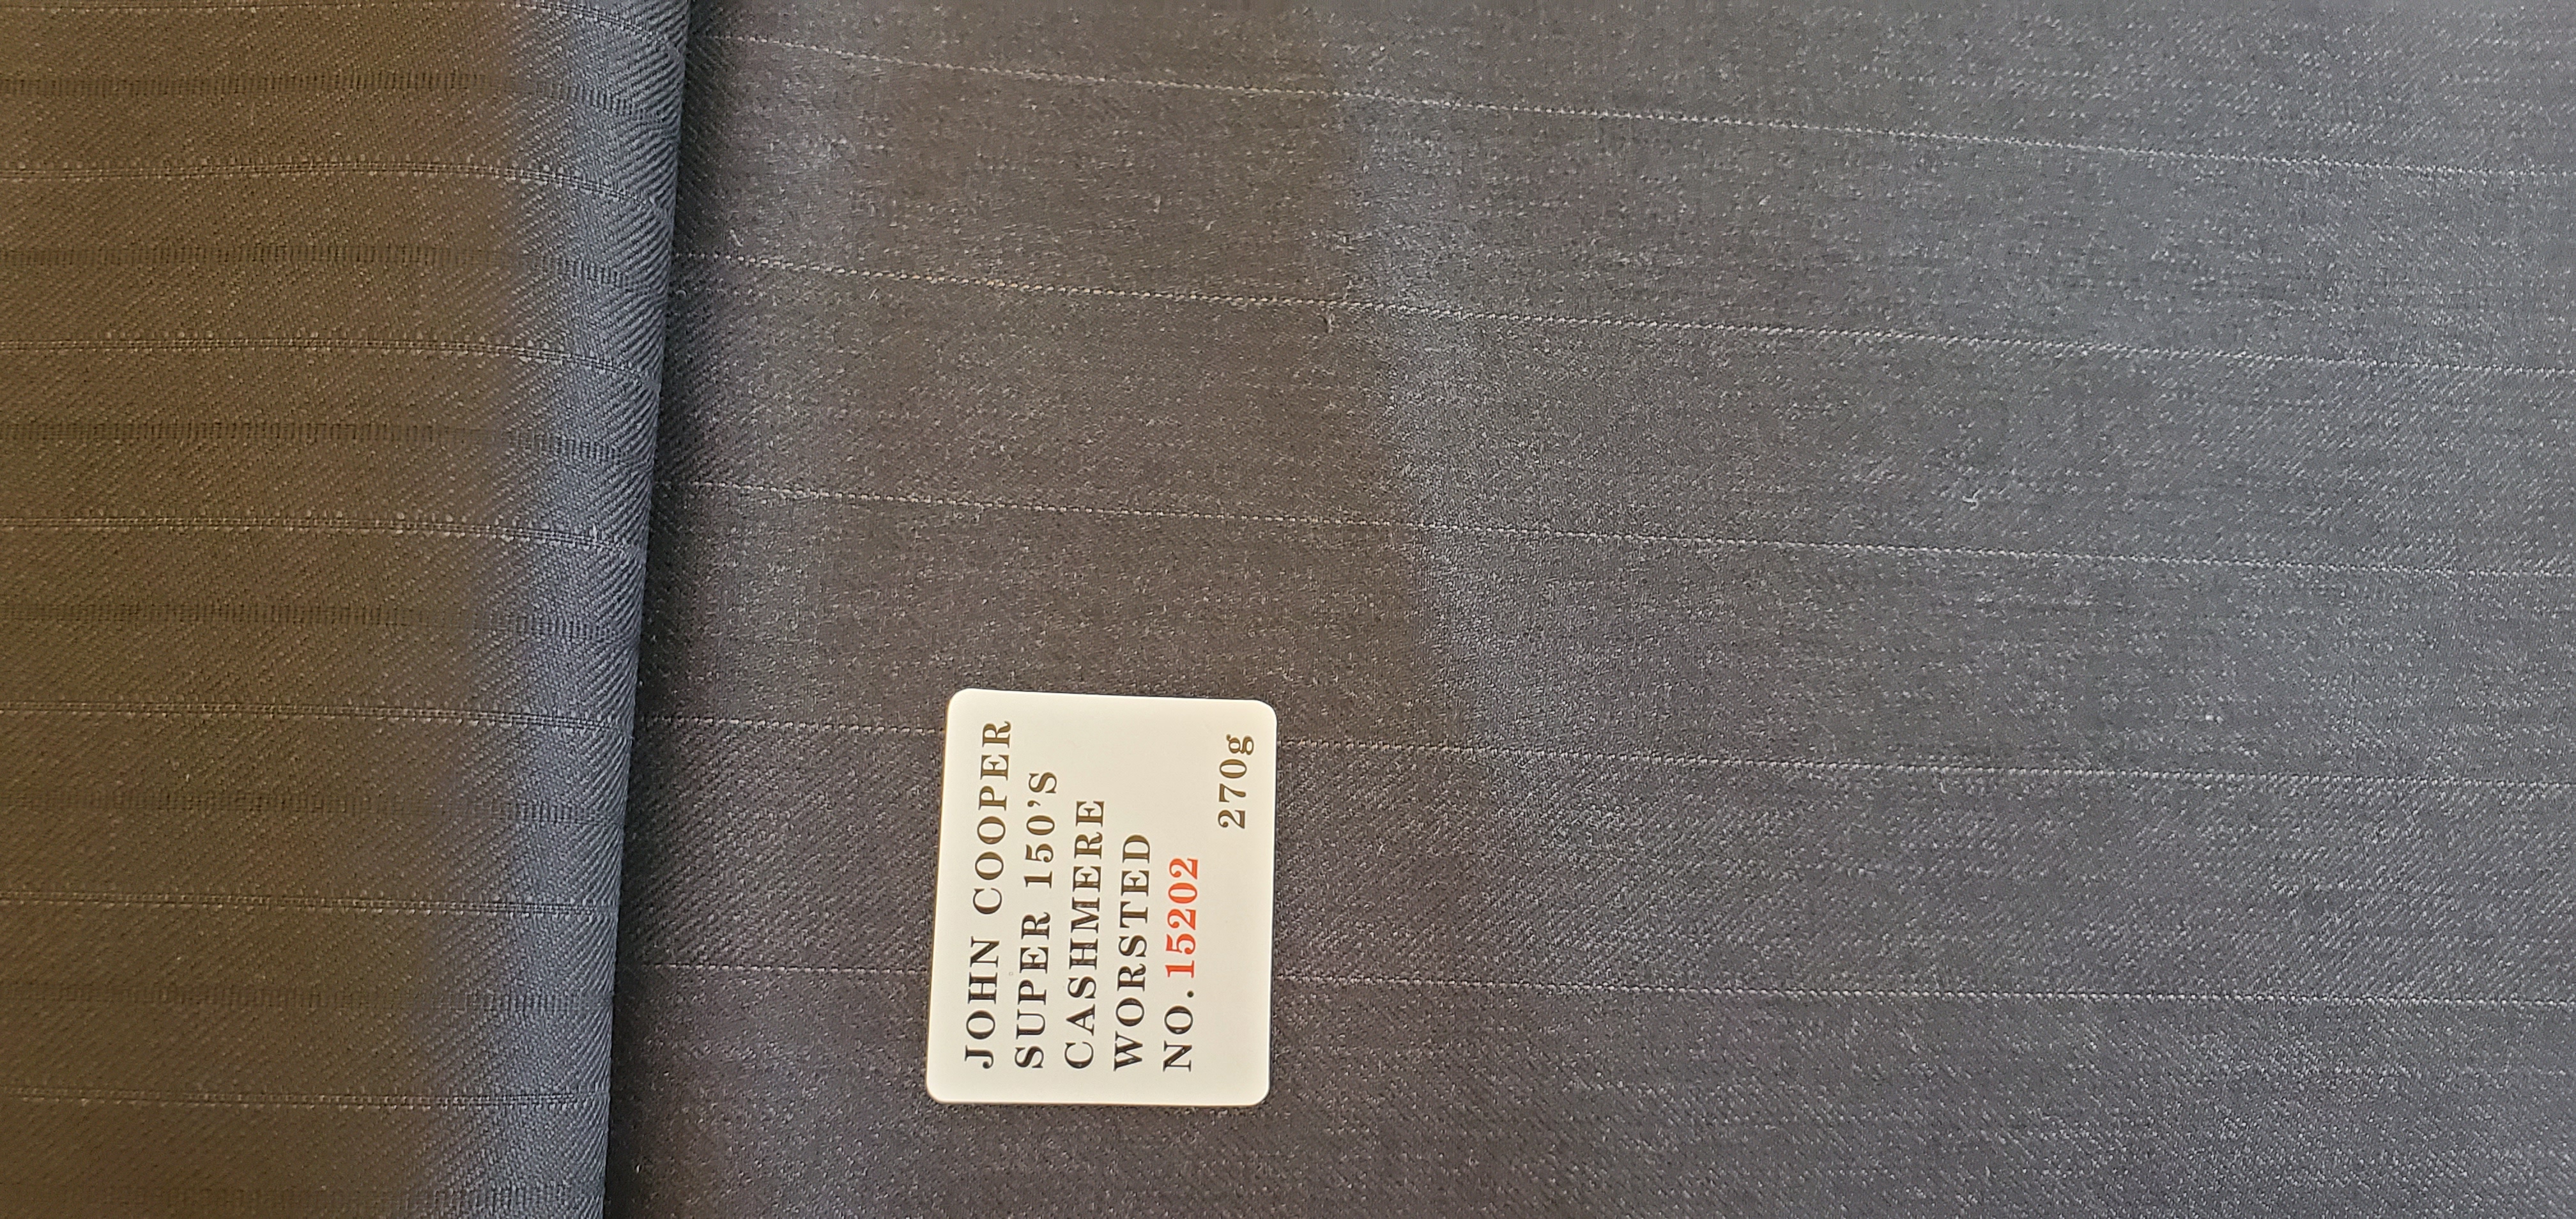 JOHN COOPER
SUPER 150'S
CASHMERE
WORSTED
NO.15202
270g